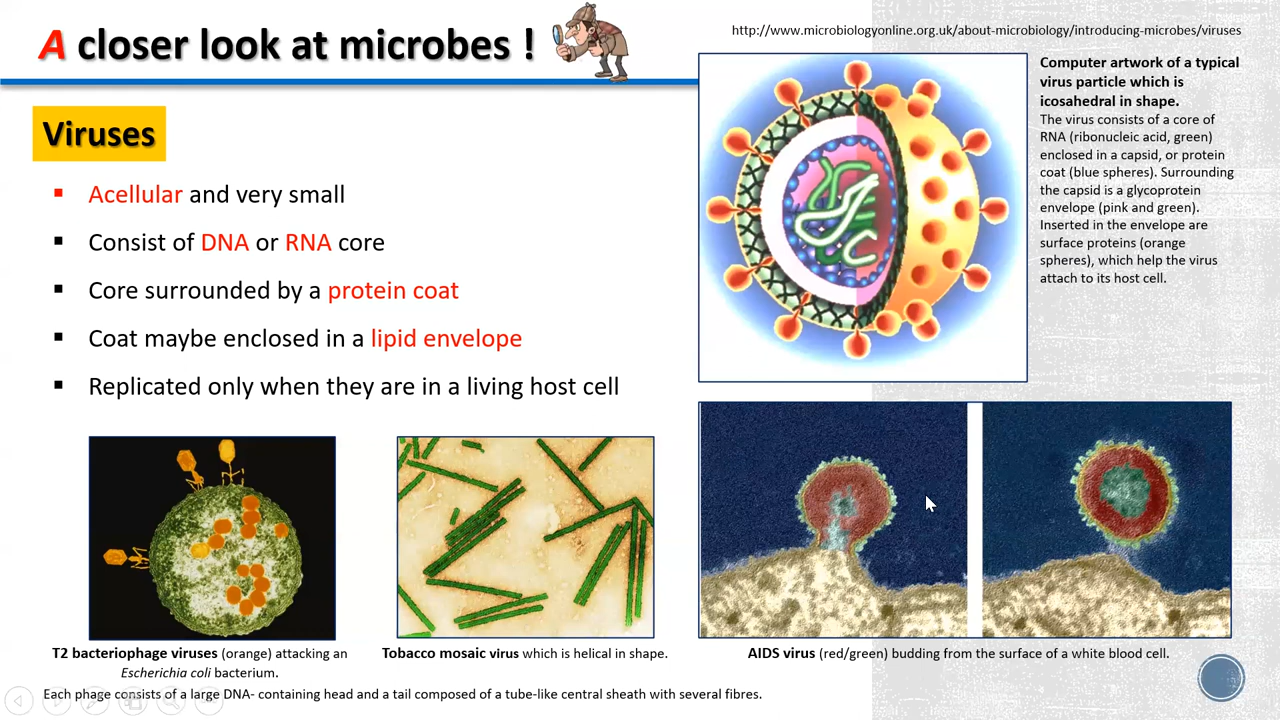 A closer look at microbes !
http://www.microbiologyonline.org.uk/about-microbiology/introducing-microbes/viruses
Viruses
Acellular and very small
Consist of DNA or RNA core
Core surrounded by a protein coat
Coat maybe enclosed in a lipid envelope
Replicated only when they are in a living host cell
Computer artwork of a typical
virus particle which is
icosahedral in shape.
The virus consists of a core of
RNA (ribonucleic acid, green)
enclosed in a capsid, or protein
coat (blue spheres). Surrounding
the capsid is a glycoprotein
envelope (pink and green).
Inserted in the envelope are
surface proteins (orange
spheres), which help the virus
attach to its host cell.
T2 bacteriophage viruses (orange) attacking an
Escherichia coli bacterium.
Tobacco mosaic virus which is helical in shape.
AIDS virus (red/green) budding from the surface of a white blood cell.
Each phage consists of a large DNA- containing head and a tail composed of a tube-like central sheath with several fibres.